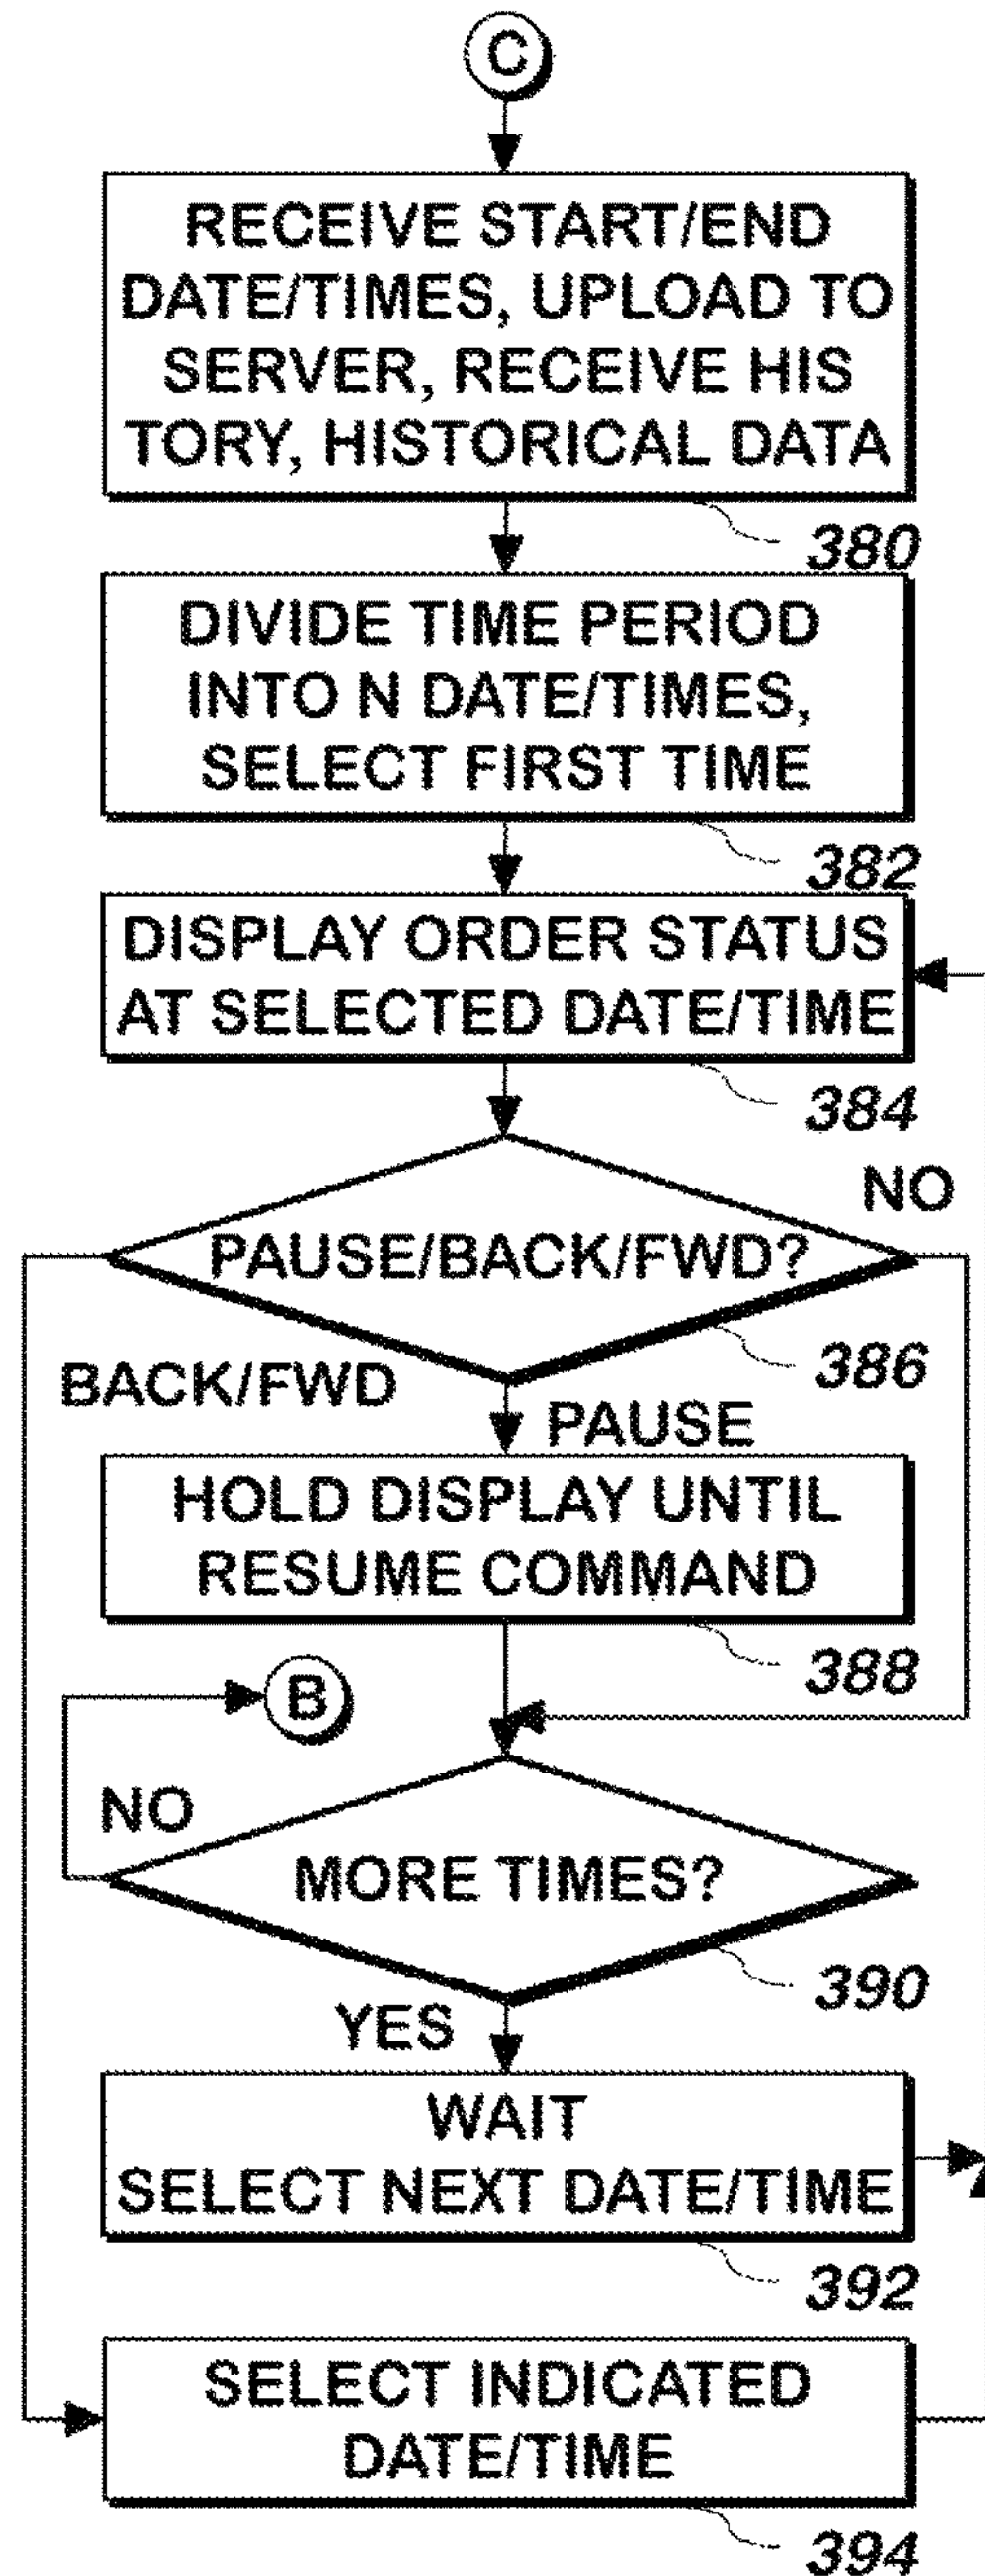 C
RECEIVE START/END
DATE/TIMES, UPLOAD TO
SERVER, RECEIVE HIS
TORY, HISTORICAL DATA
380
DIVIDE TIME PERIOD
INTO N DATE/TIMES,
SELECT FIRST TIME
382
DISPLAY ORDER STATUS
AT SELECTED DATE/TIME
384
NO
PAUSE/BACK/FWD?
386
BACK/FWD
PAUSE
HOLD DISPLAY UNTIL
RESUME COMMAND
388
B
NO
MORE TIMES?
390
YES
WAIT
SELECT NEXT DATE/TIME
392
SELECT INDICATED
DATE/TIME
394